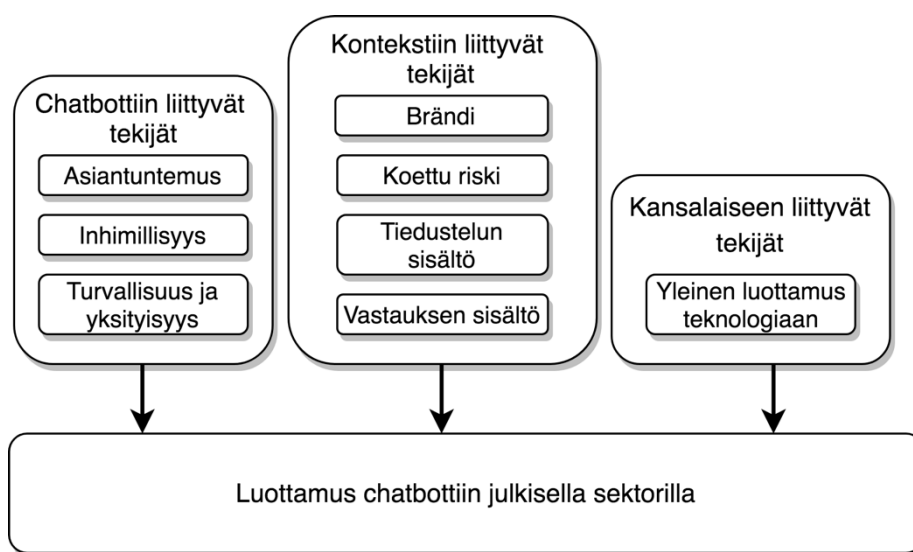 Chatbottiin liittyvät
tekijät
Asiantuntemus
Inhimillisyys
Turvallisuus ja
yksityisyys
Kontekstiin liittyvät
tekijät
Brändi
Koettu riski
Tiedustelun
sisältö
Vastauksen sisältö
Kansalaiseen liittyvät
tekijät
Yleinen luottamus
teknologiaan
Luottamus chatbottiin julkisella sektorilla